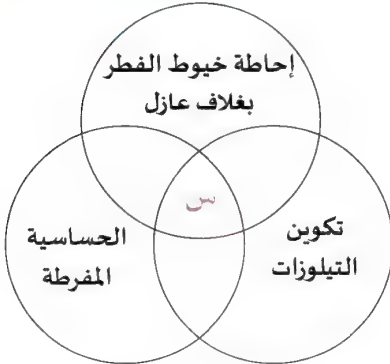 إحاطة خيوط الفطر
بغلاف عازل
س
الحساسية
المفرطة
تكوين
التيلوزات